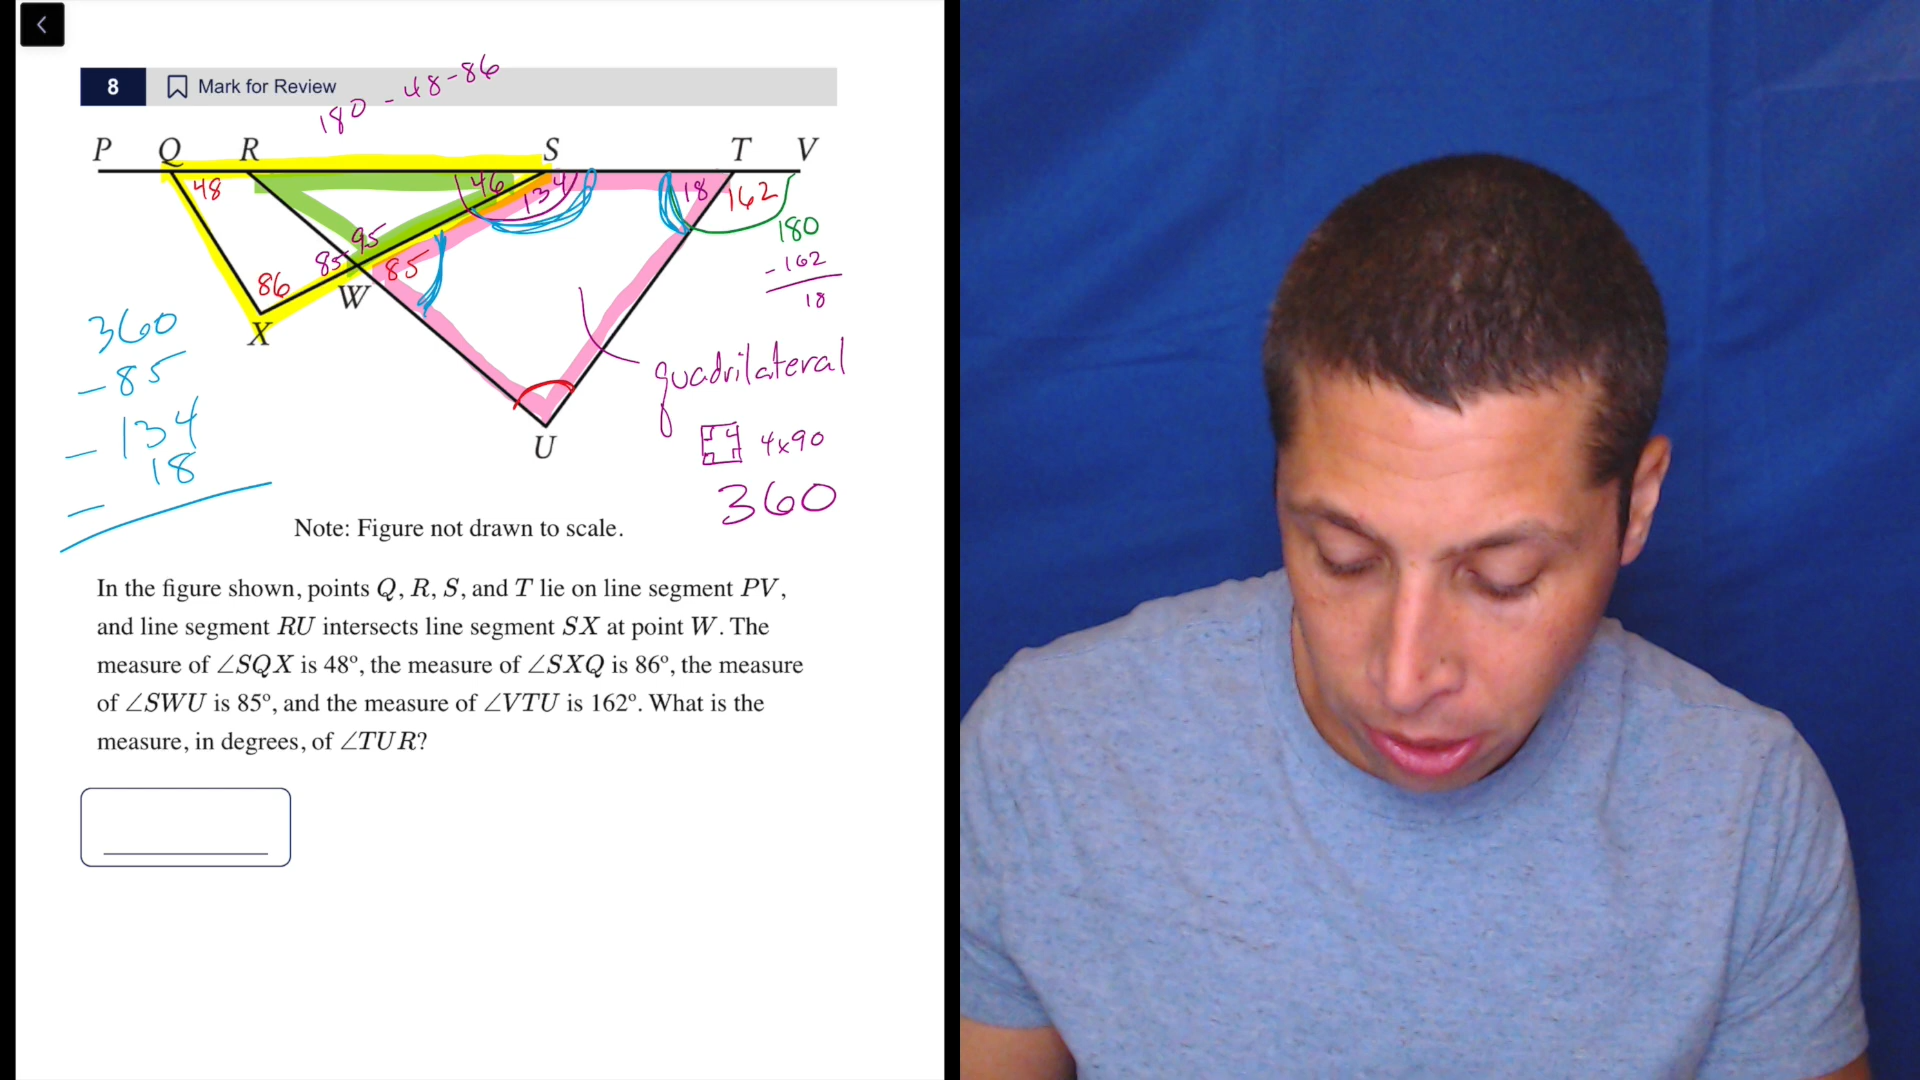 8 Mark for Review
180 - 48 - 86
P Q R S T V
48 46 134 18 162
95 180
85 85 - 162
86 W 18
X
360
- 85
- 134
- 18
quadrilateral
U
4x90
360
Note: Figure not drawn to scale.
In the figure shown, points Q, R, S, and T lie on line segment PV,
and line segment RU intersects line segment SX at point W. The
measure of ∠SQX is 48°, the measure of ∠SXQ is 86°, the measure
of ∠SWU is 85°, and the measure of ∠VTU is 162°. What is the
measure, in degrees, of ∠TUR?